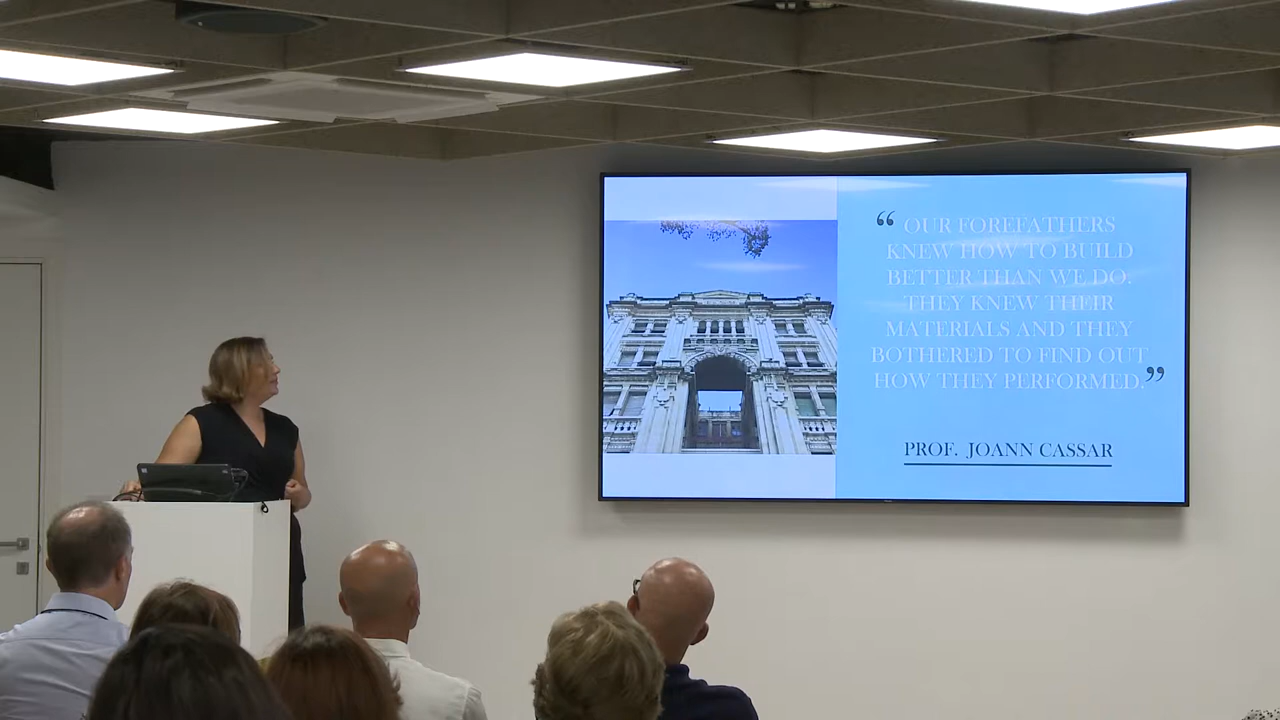 “ OUR FOREFATHERS
KNEW HOW TO BUILD
BETTER THAN WE DO.
THEY KNEW THEIR
MATERIALS AND THEY
BOTHERED TO FIND OUT
HOW THEY PERFORMED.”
PROF. JOANN CASSAR